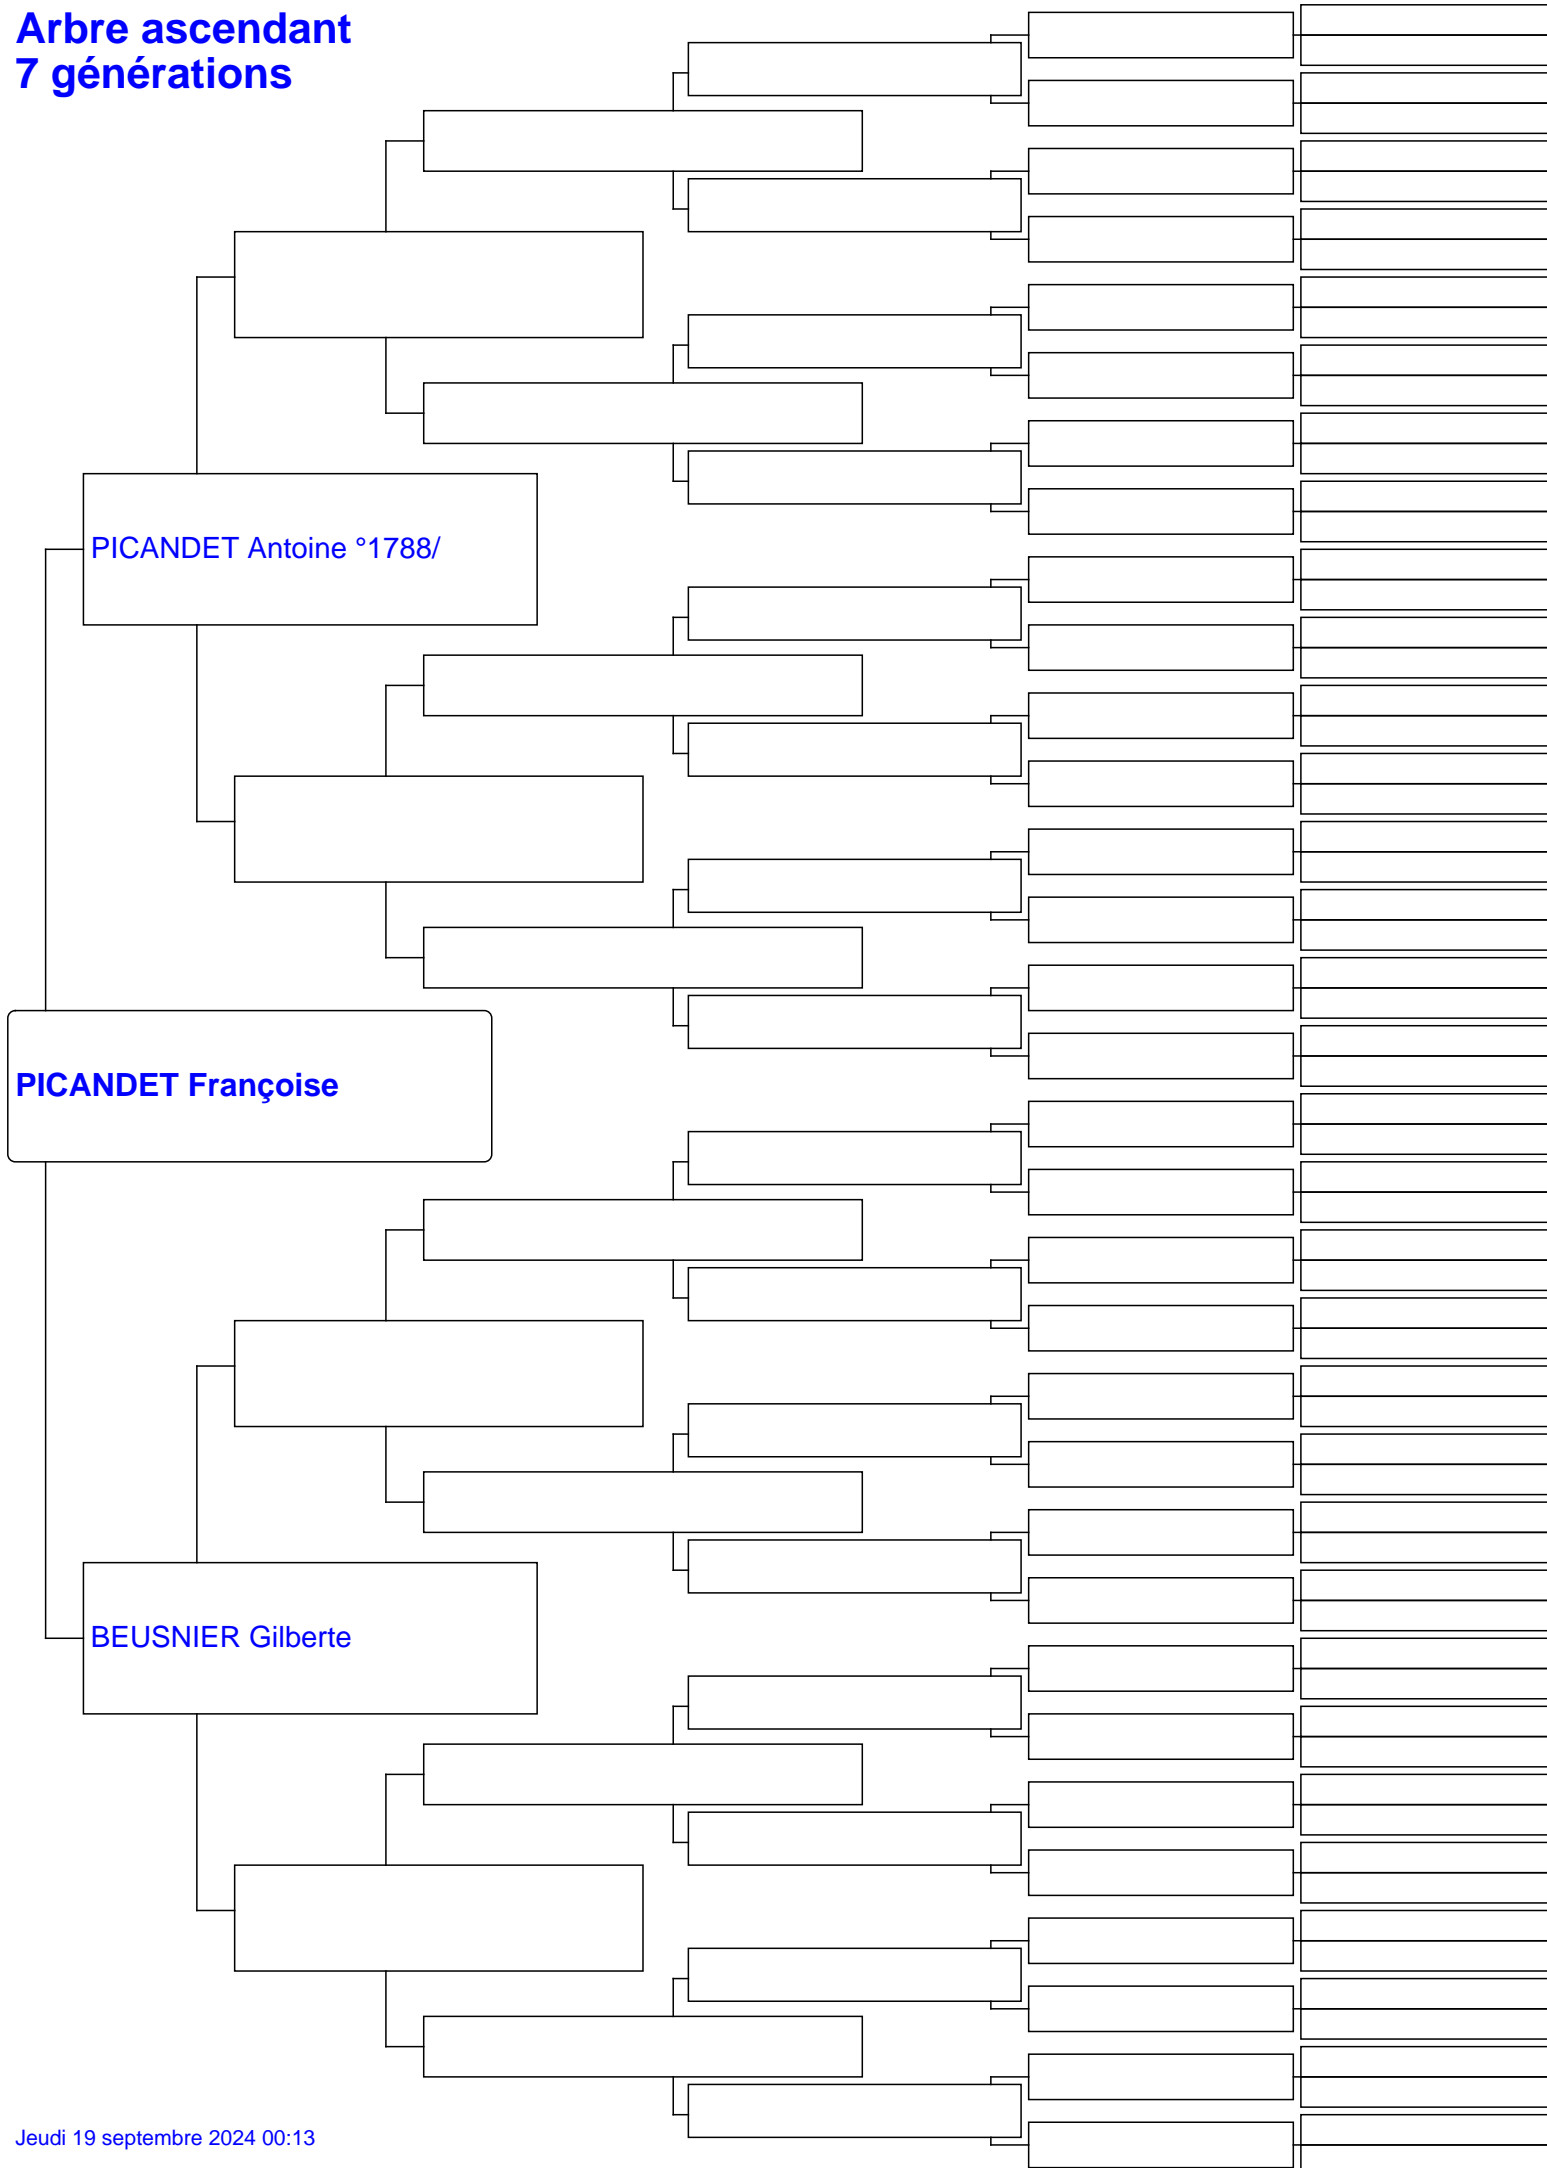 Arbre ascendant
7 générations
PICANDET Antoine °1788/
PICANDET Françoise
BEUSNIER Gilberte
Jeudi 19 septembre 2024 00:13